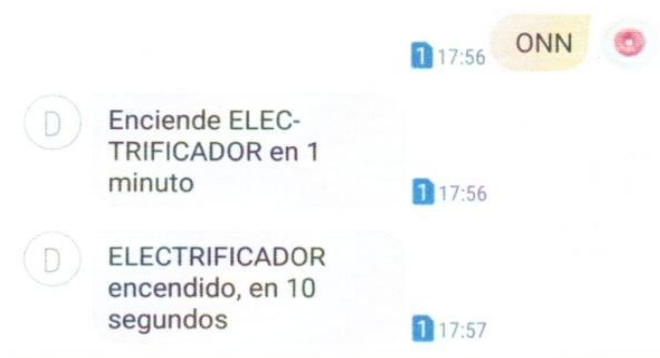 ONN
1 17:56
D
Enciende ELEC-
TRIFICADOR en 1
minuto
1 17:56
D
ELECTRIFICADOR
encendido, en 10
segundos
1 17:57